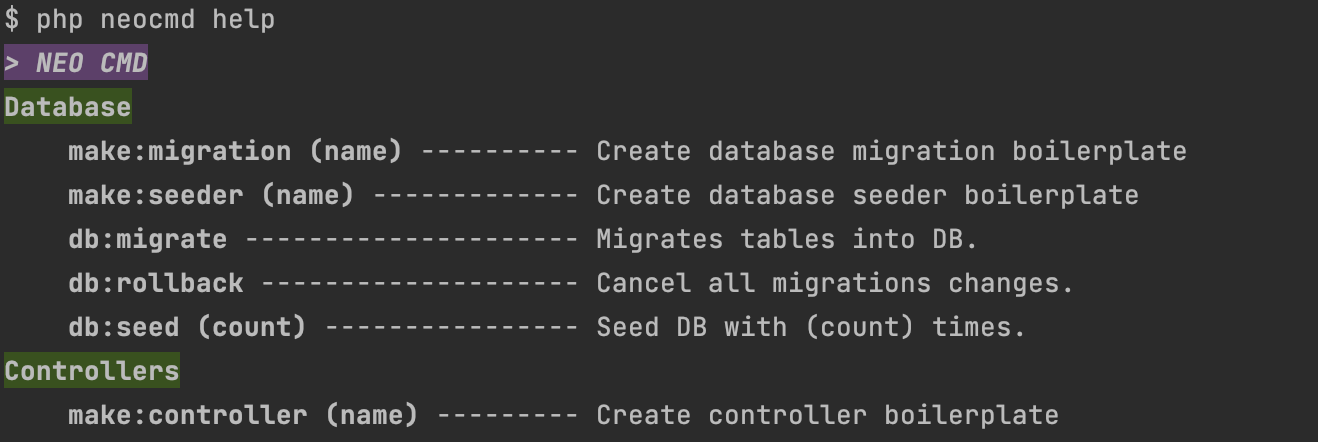 $ php neocmd help
> NEO CMD
Database
    make:migration (name) ---------- Create database migration boilerplate
    make:seeder (name) ------------- Create database seeder boilerplate
    db:migrate --------------------- Migrates tables into DB.
    db:rollback -------------------- Cancel all migrations changes.
    db:seed (count) ---------------- Seed DB with (count) times.
Controllers
    make:controller (name) --------- Create controller boilerplate